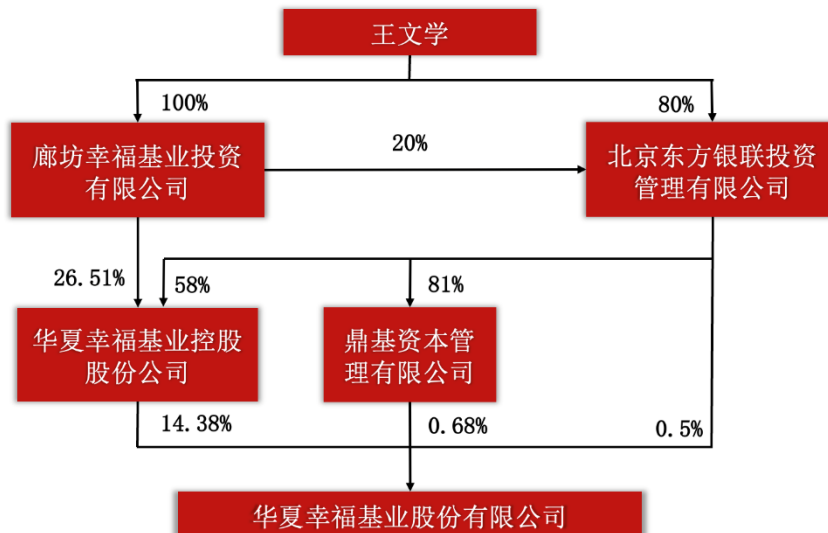 王文学
100%
80%
廊坊幸福基业投资
有限公司
20%
北京东方银联投资
管理有限公司
26.51%
58%
81%
华夏幸福基业控股
股份公司
鼎基资本管
理有限公司
14.38%
0.68%
0.5%
华夏幸福基业股份有限公司